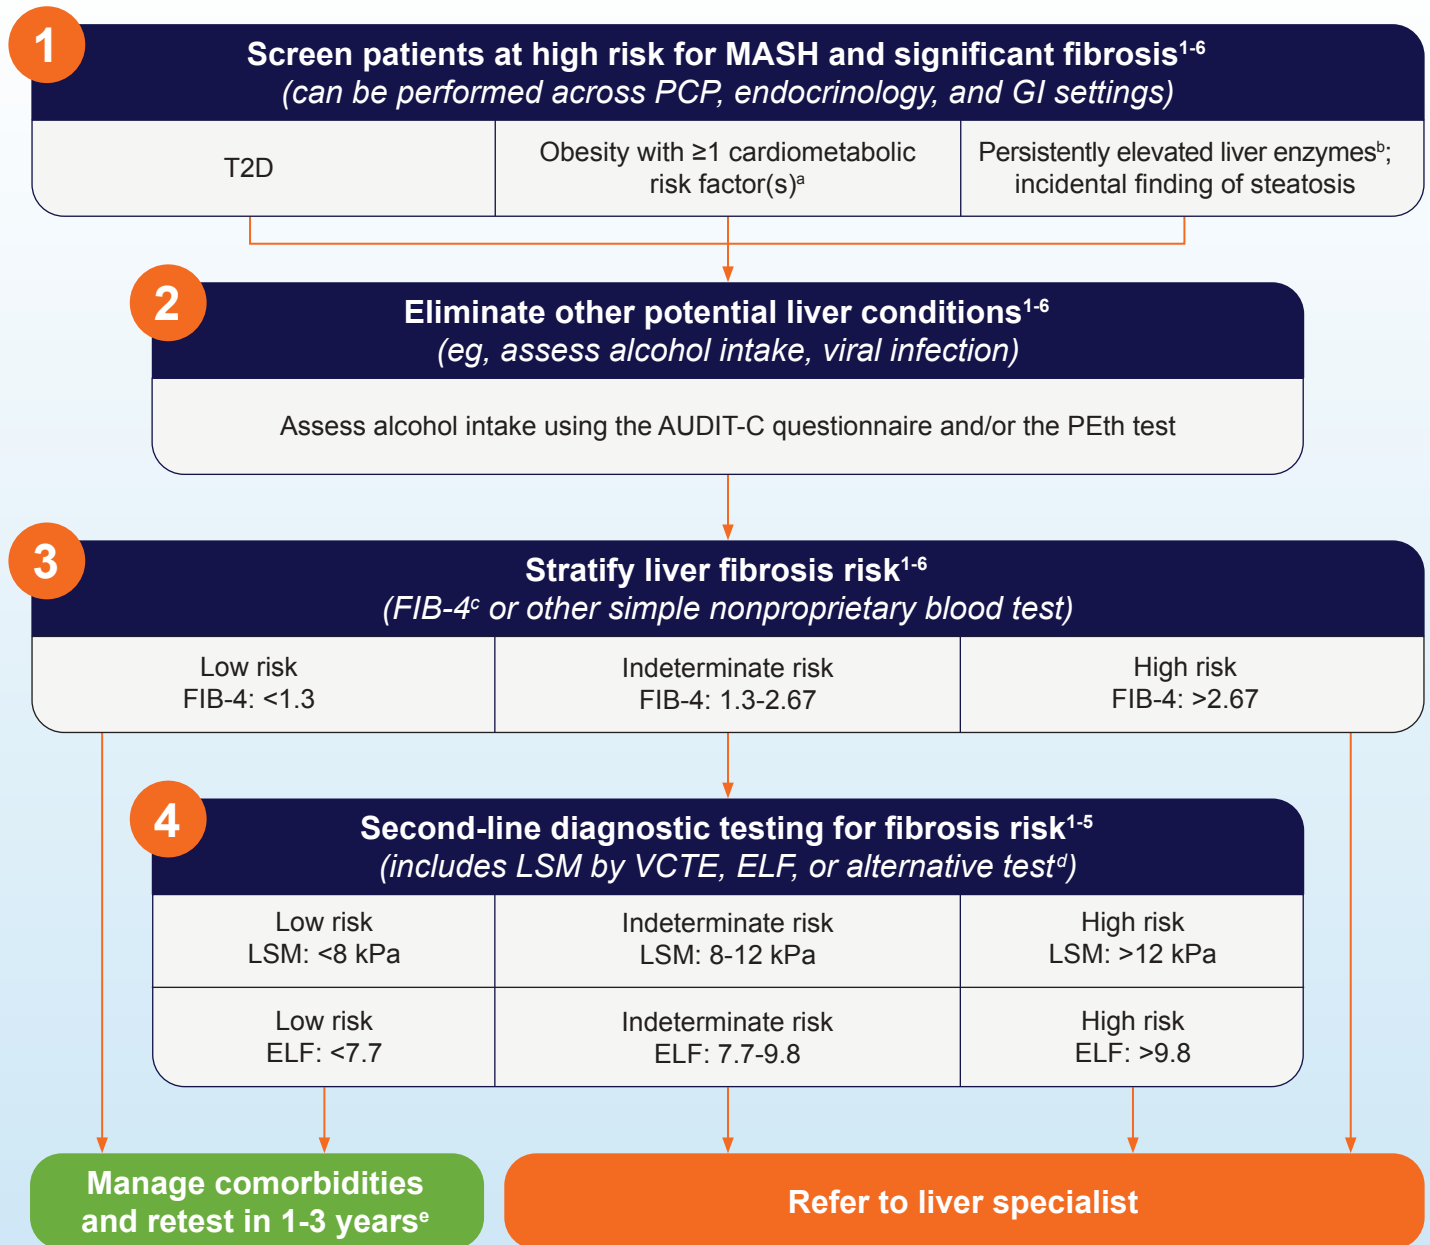 1
Screen patients at high risk for MASH and significant fibrosis1-6
(can be performed across PCP, endocrinology, and GI settings)
T2D
Obesity with ≥1 cardiometabolic
risk factor(s)a
Persistently elevated liver enzymesb;
incidental finding of steatosis
2
Eliminate other potential liver conditions1-6
(eg, assess alcohol intake, viral infection)
Assess alcohol intake using the AUDIT-C questionnaire and/or the PEth test
3
Stratify liver fibrosis risk1-6
(FIB-4c or other simple nonproprietary blood test)
Low risk
FIB-4: <1.3
Indeterminate risk
FIB-4: 1.3-2.67
High risk
FIB-4: >2.67
4
Second-line diagnostic testing for fibrosis risk1-5
(includes LSM by VCTE, ELF, or alternative testd)
Low risk
LSM: <8 kPa
Indeterminate risk
LSM: 8-12 kPa
High risk
LSM: >12 kPa
Low risk
ELF: <7.7
Indeterminate risk
ELF: 7.7-9.8
High risk
ELF: >9.8
Manage comorbidities
and retest in 1-3 yearse
Refer to liver specialist